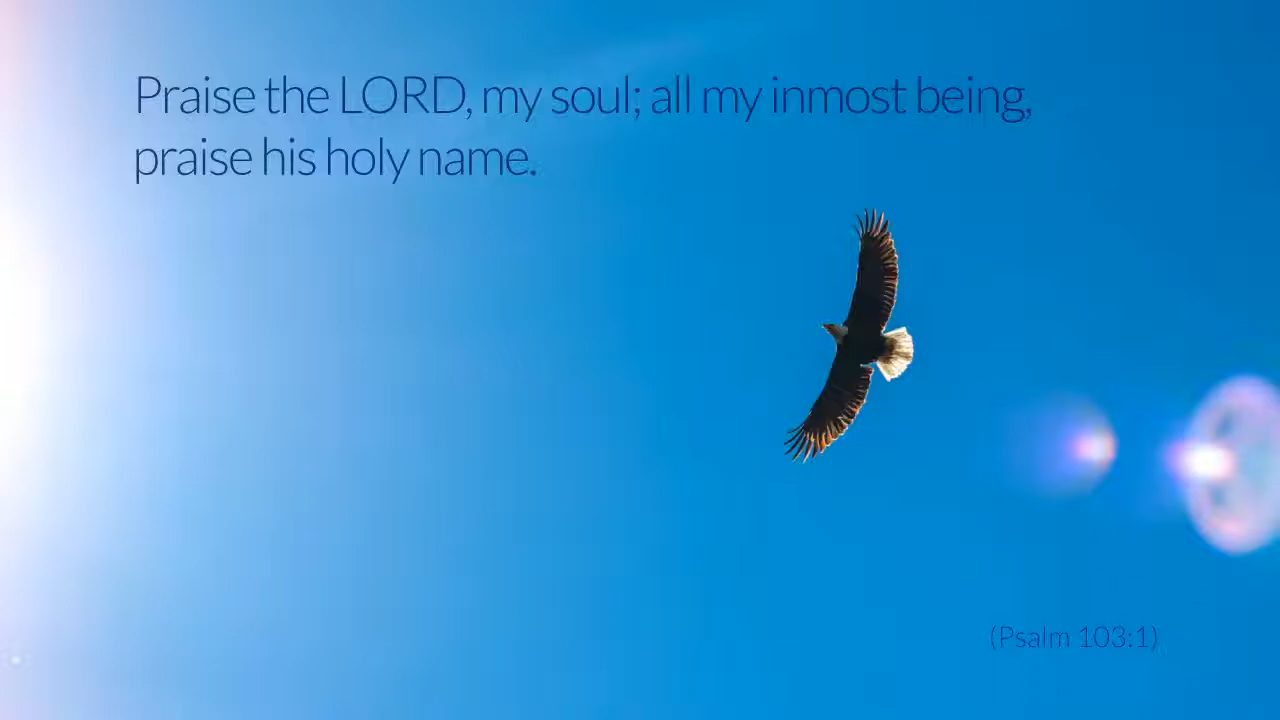 Praise the LORD, my soul; all my inmost being,
praise his holy name.
(Psalm 103:1)